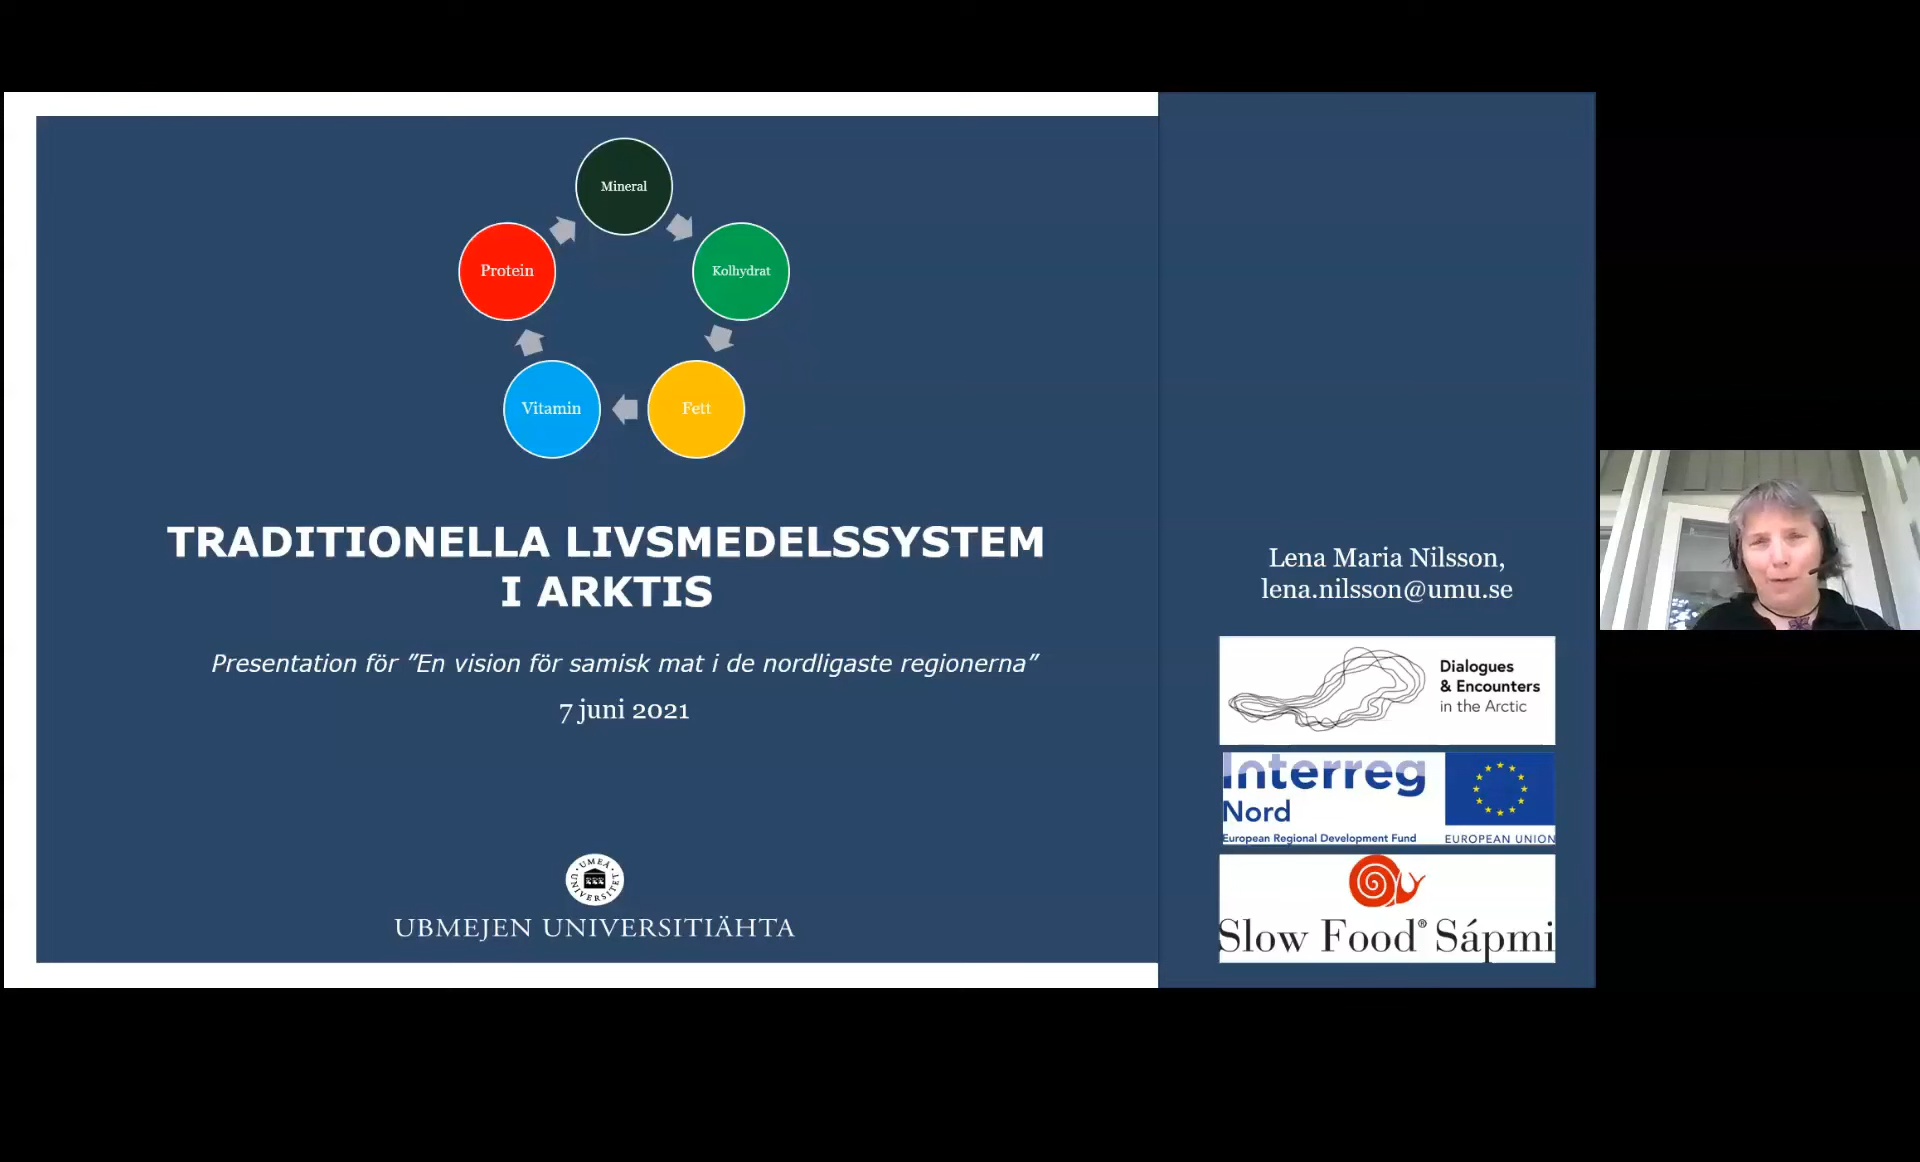 Mineral
Protein
Kolhydrat
Vitamin
Fett
TRADITIONELLA LIVSMEDELSSYSTEM
I ARKTIS
Presentation för ”En vision för samisk mat i de nordligaste regionerna”
7 juni 2021
UMEÅ UNIVERSITET
UBMEJEN UNIVERSITIÄHTA
Lena Maria Nilsson,
lena.nilsson@umu.se
Dialogues
& Encounters
in the Arctic
Interreg
Nord
European Regional Development Fund
EUROPEAN UNION
Slow Food® Sápmi